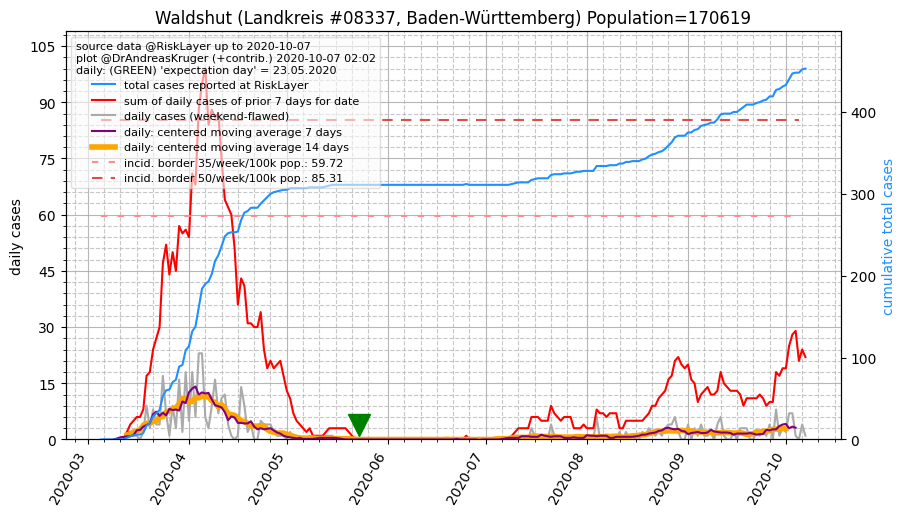 Waldshut (Landkreis #08337, Baden-Württemberg) Population=170619
source data @RiskLayer up to 2020-10-07
plot @DrAndreasKruger (+contrib.) 2020-10-07 02:02
daily: (GREEN) 'expectation day' = 23.05.2020
total cases reported at RiskLayer
sum of daily cases of prior 7 days for date
daily cases (weekend-flawed)
daily: centered moving average 7 days
daily: centered moving average 14 days
incid. border 35/week/100k pop.: 59.72
incid. border 50/week/100k pop.: 85.31
daily cases
105
90
75
60
45
30
15
0
cumulative total cases
400
300
200
100
0
2020-03
2020-04
2020-05
2020-06
2020-07
2020-08
2020-09
2020-10